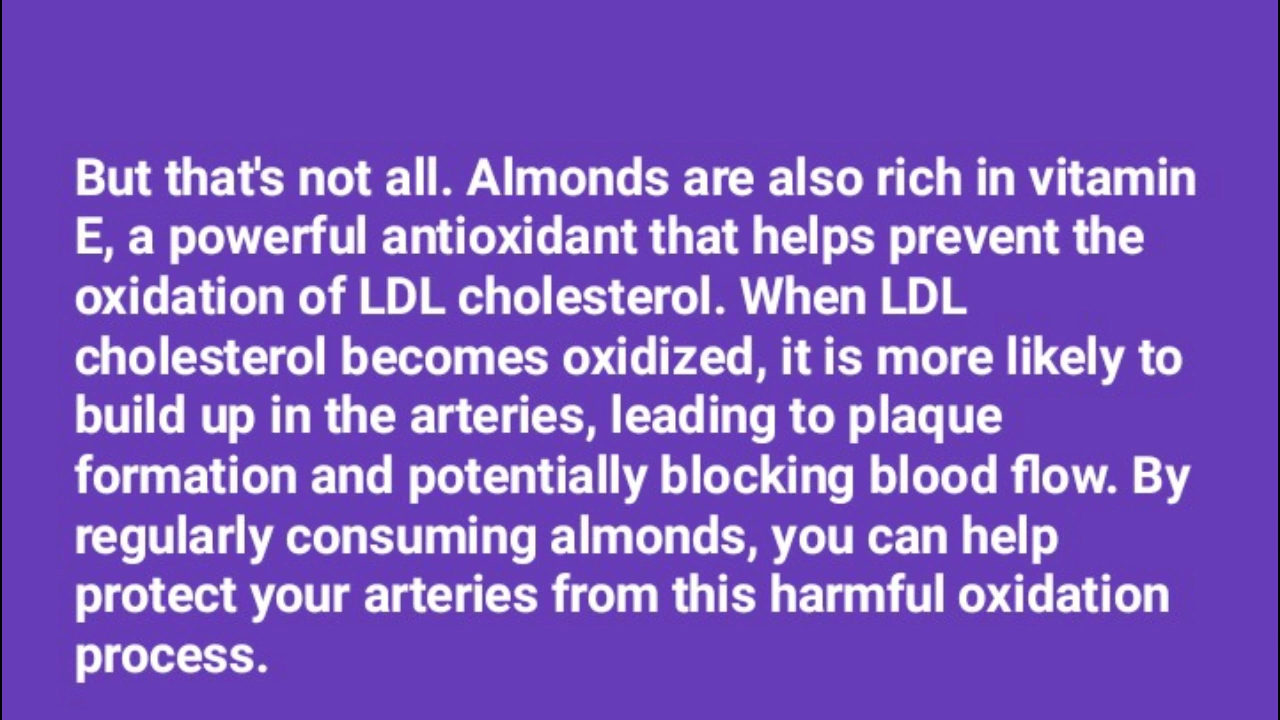 But that's not all. Almonds are also rich in vitamin
E, a powerful antioxidant that helps prevent the
oxidation of LDL cholesterol. When LDL
cholesterol becomes oxidized, it is more likely to
build up in the arteries, leading to plaque
formation and potentially blocking blood flow. By
regularly consuming almonds, you can help
protect your arteries from this harmful oxidation
process.